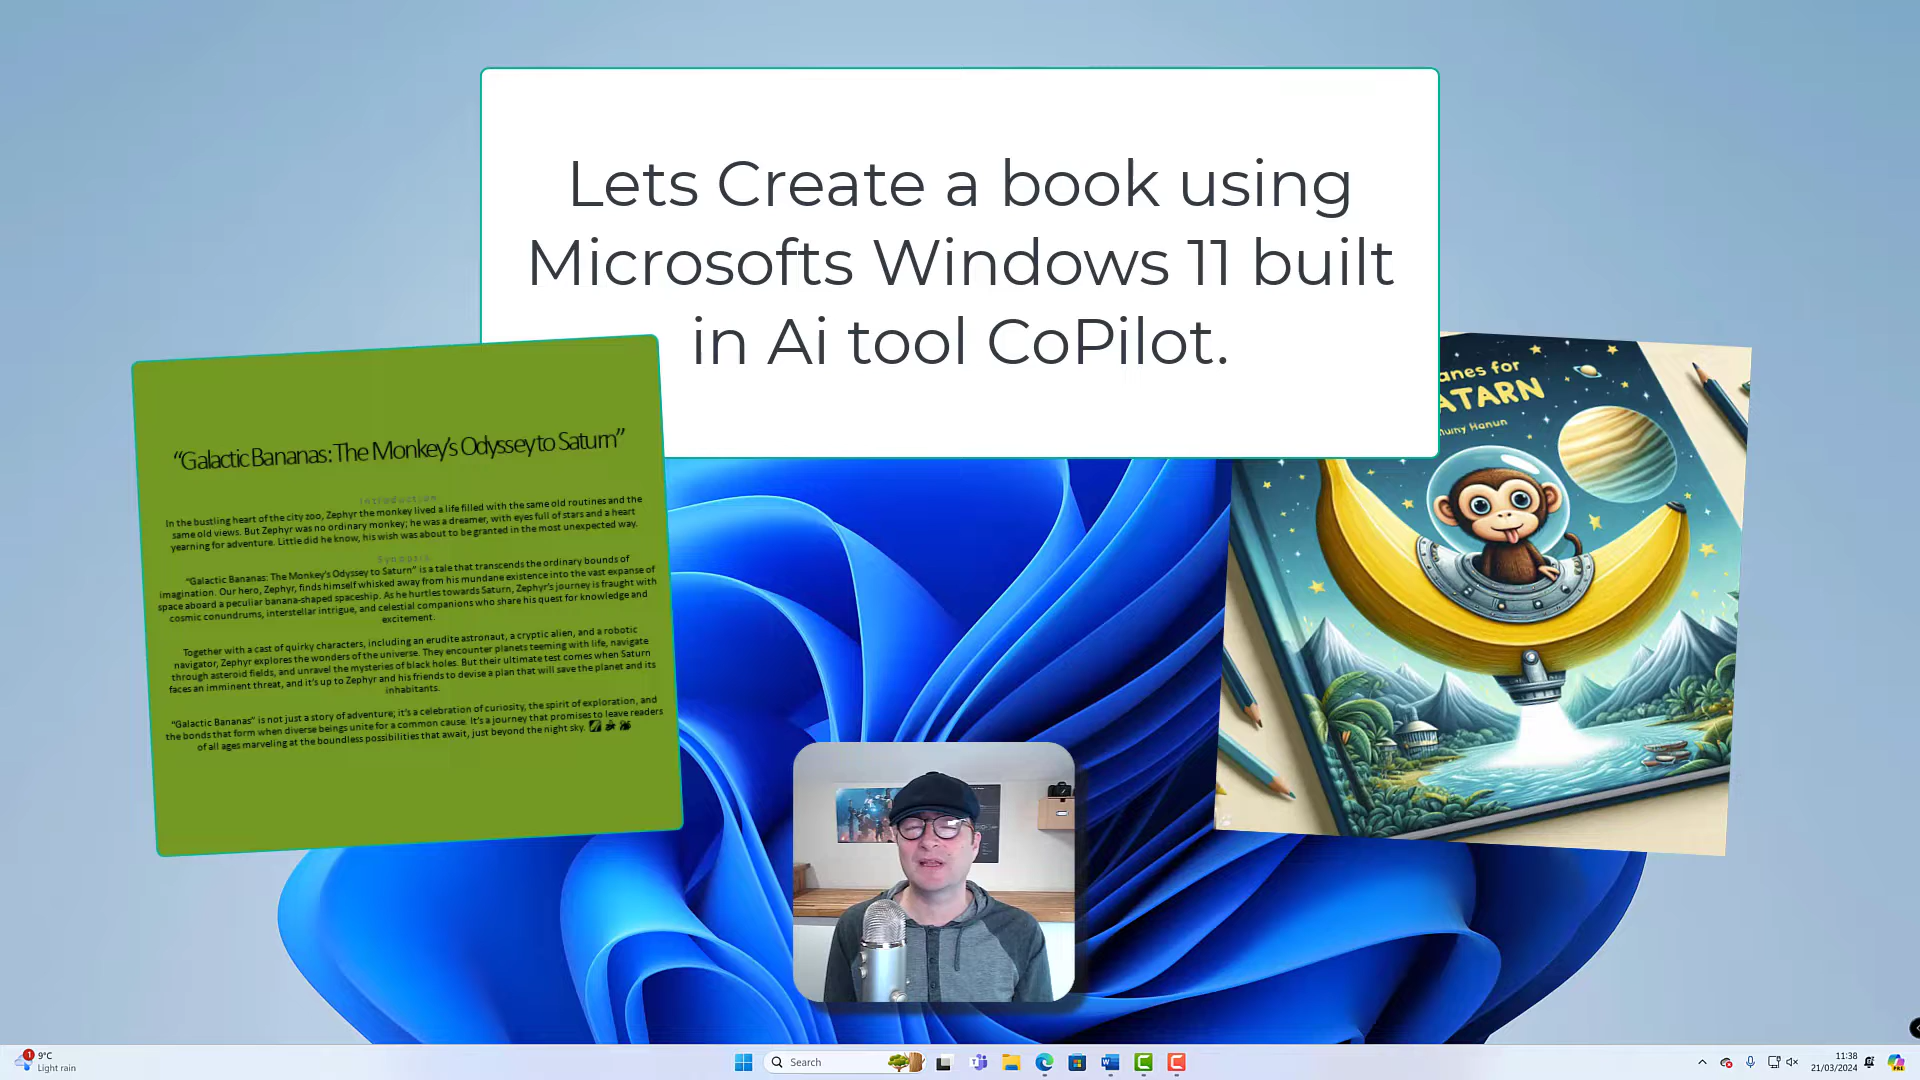 Lets Create a book using
Microsofts Windows 11 built
in Ai tool CoPilot.
“Galactic Bananas: The Monkey’s Odyssey to Saturn”
Introduction
In the bustling heart of the city zoo, Zephyr the monkey lived a life filled with the same old routines and the
same old views. But Zephyr was no ordinary monkey; he was a dreamer, with eyes full of stars and a heart
yearning for adventure. Little did he know, his wish was about to be granted in the most unexpected way.
Synopsis
“Galactic Bananas: The Monkey’s Odyssey to Saturn” is a tale that transcends the ordinary bounds of
imagination. Our hero, Zephyr, finds himself whisked away from his mundane existence into the vast expanse of
space aboard a peculiar banana-shaped spaceship. As he hurtles towards Saturn, Zephyr’s journey is fraught with
cosmic conundrums, interstellar intrigue, and celestial companions who share his quest for knowledge and
excitement.
Together with a cast of quirky characters, including an erudite astronaut, a cryptic alien, and a robotic
navigator, Zephyr explores the wonders of the universe. They encounter planets teeming with life, navigate
through asteroid fields, and unravel the mysteries of black holes. But their ultimate test comes when Saturn
faces an imminent threat, and it’s up to Zephyr and his friends to devise a plan that will save the planet and its
inhabitants.
“Galactic Bananas” is not just a story of adventure; it’s a celebration of curiosity, the spirit of exploration, and
the bonds that form when diverse beings unite for a common cause. It’s a journey that promises to leave readers
of all ages marveling at the boundless possibilities that await, just beyond the night sky.
anes for
ATARN
Hanun
1
9°C
Light rain
Search
11:38
21/03/2024
PRE